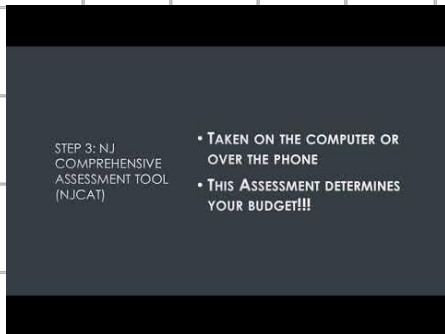 STEP 3: NJ
COMPREHENSIVE
ASSESSMENT TOOL
(NJCAT)
• TAKEN ON THE COMPUTER OR
OVER THE PHONE
• THIS ASSESSMENT DETERMINES
YOUR BUDGET!!!